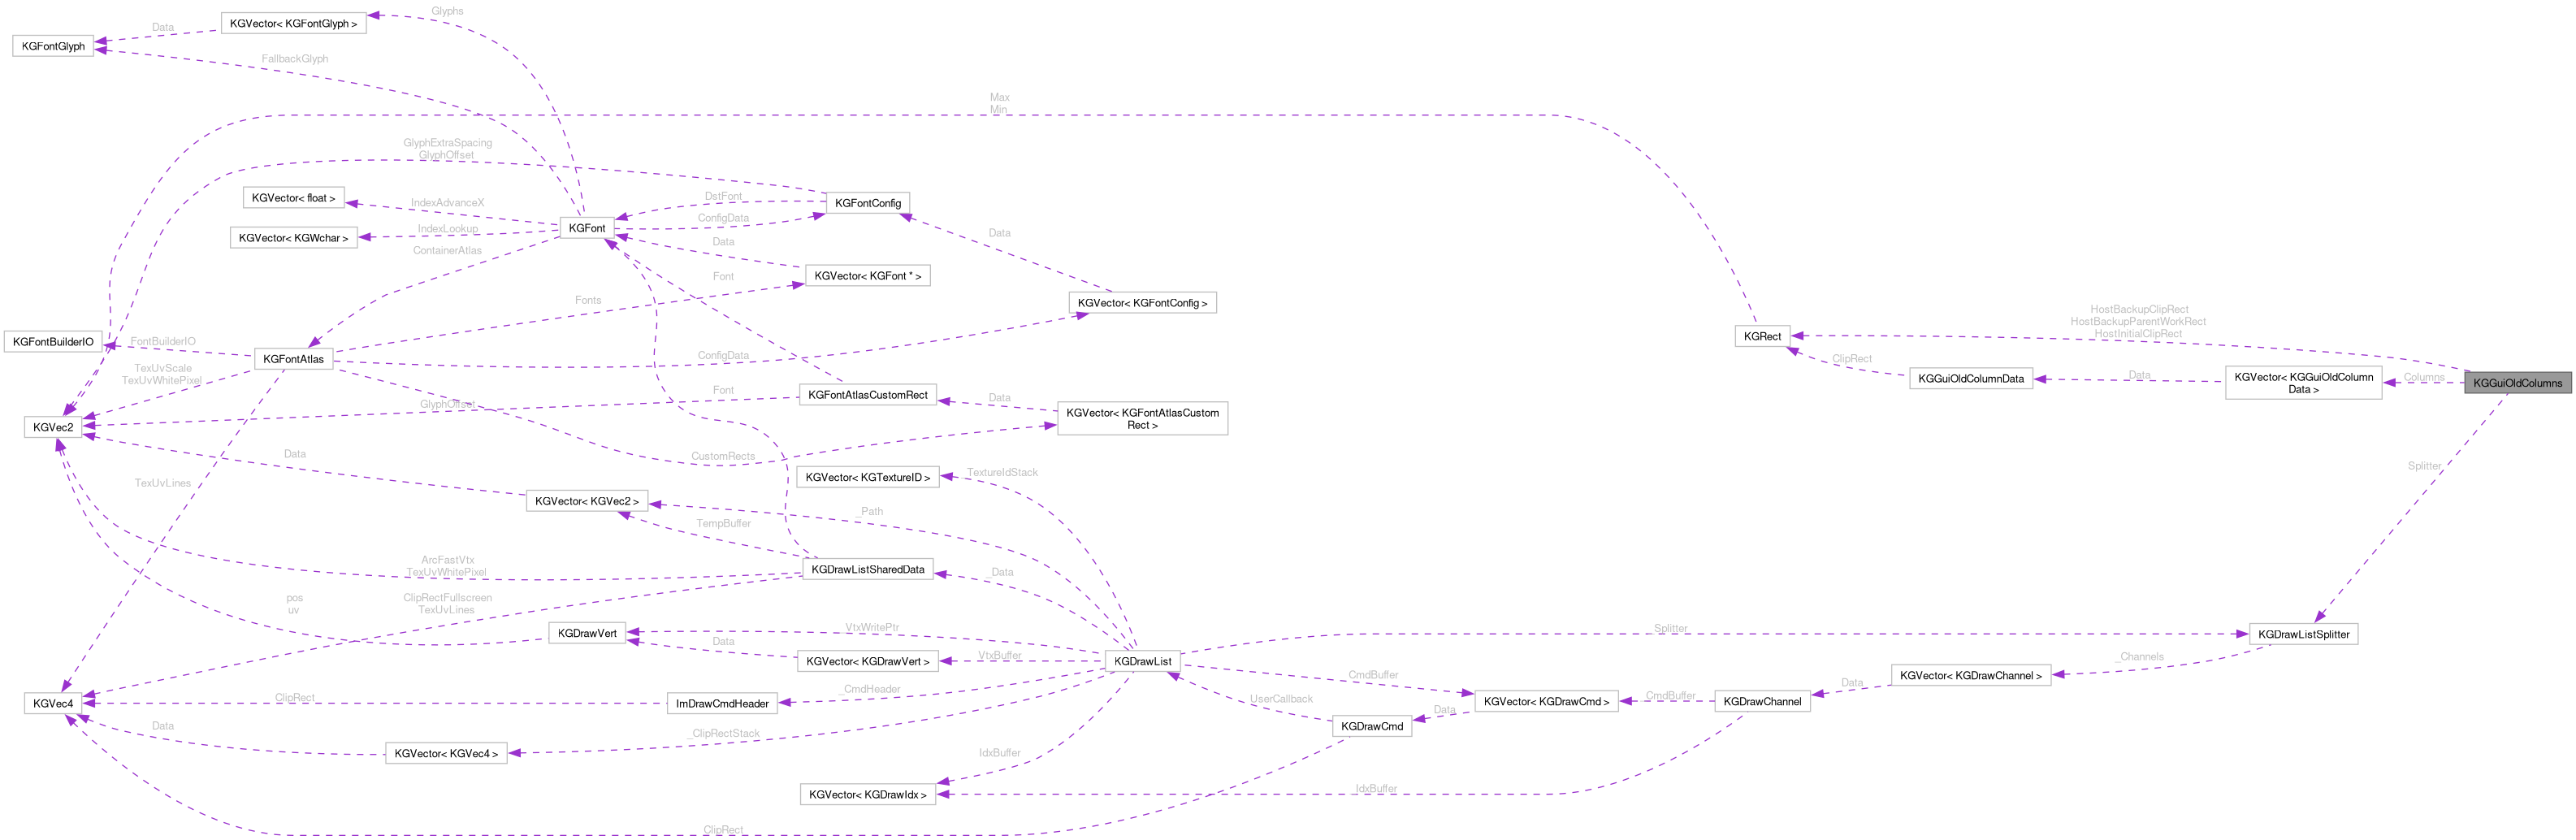 Glyphs
KGVector< KGFontGlyph >
Data
KGFontGlyph
FallbackGlyph
Max
Min
GlyphExtraSpacing
GlyphOffset
KGVector< float >
IndexAdvanceX
DstFont
KGFontConfig
ConfigData
KGFont
IndexLookup
KGVector< KGWchar >
Data
Data
ContainerAtlas
KGVector< KGFont * >
Font
Fonts
KGVector< KGFontConfig >
HostBackupClipRect
HostBackupParentWorkRect
HostInitialClipRect
KGRect
KGFontBuilderIO
FontBuilderIO
KGFontAtlas
ConfigData
ClipRect
TexUvScale
TexUvWhitePixel
KGGuiOldColumnData
Data
KGVector< KGGuiOldColumn
Data >
Columns
KGGuiOldColumns
Font
KGFontAtlasCustomRect
Data
GlyphOffset
KGVector< KGFontAtlasCustom
Rect >
KGVec2
Data
CustomRects
Splitter
TexUvLines
KGVector< KGTextureID >
TextureIdStack
KGVector< KGVec2 >
_Path
TempBuffer
ArcFastVtx
TexUvWhitePixel
KGDrawListSharedData
_Data
pos
uv
ClipRectFullscreen
TexUvLines
KGDrawVert
VtxWritePtr
Data
Splitter
KGDrawListSplitter
KGVector< KGDrawVert >
VtxBuffer
KGDrawList
_Channels
CmdBuffer
KGVector< KGDrawChannel >
_CmdHeader
Data
KGVec4
ClipRect
ImDrawCmdHeader
UserCallback
KGVector< KGDrawCmd >
CmdBuffer
KGDrawChannel
Data
KGDrawCmd
Data
_ClipRectStack
KGVector< KGVec4 >
IdxBuffer
KGVector< KGDrawIdx >
IdxBuffer
ClipRect